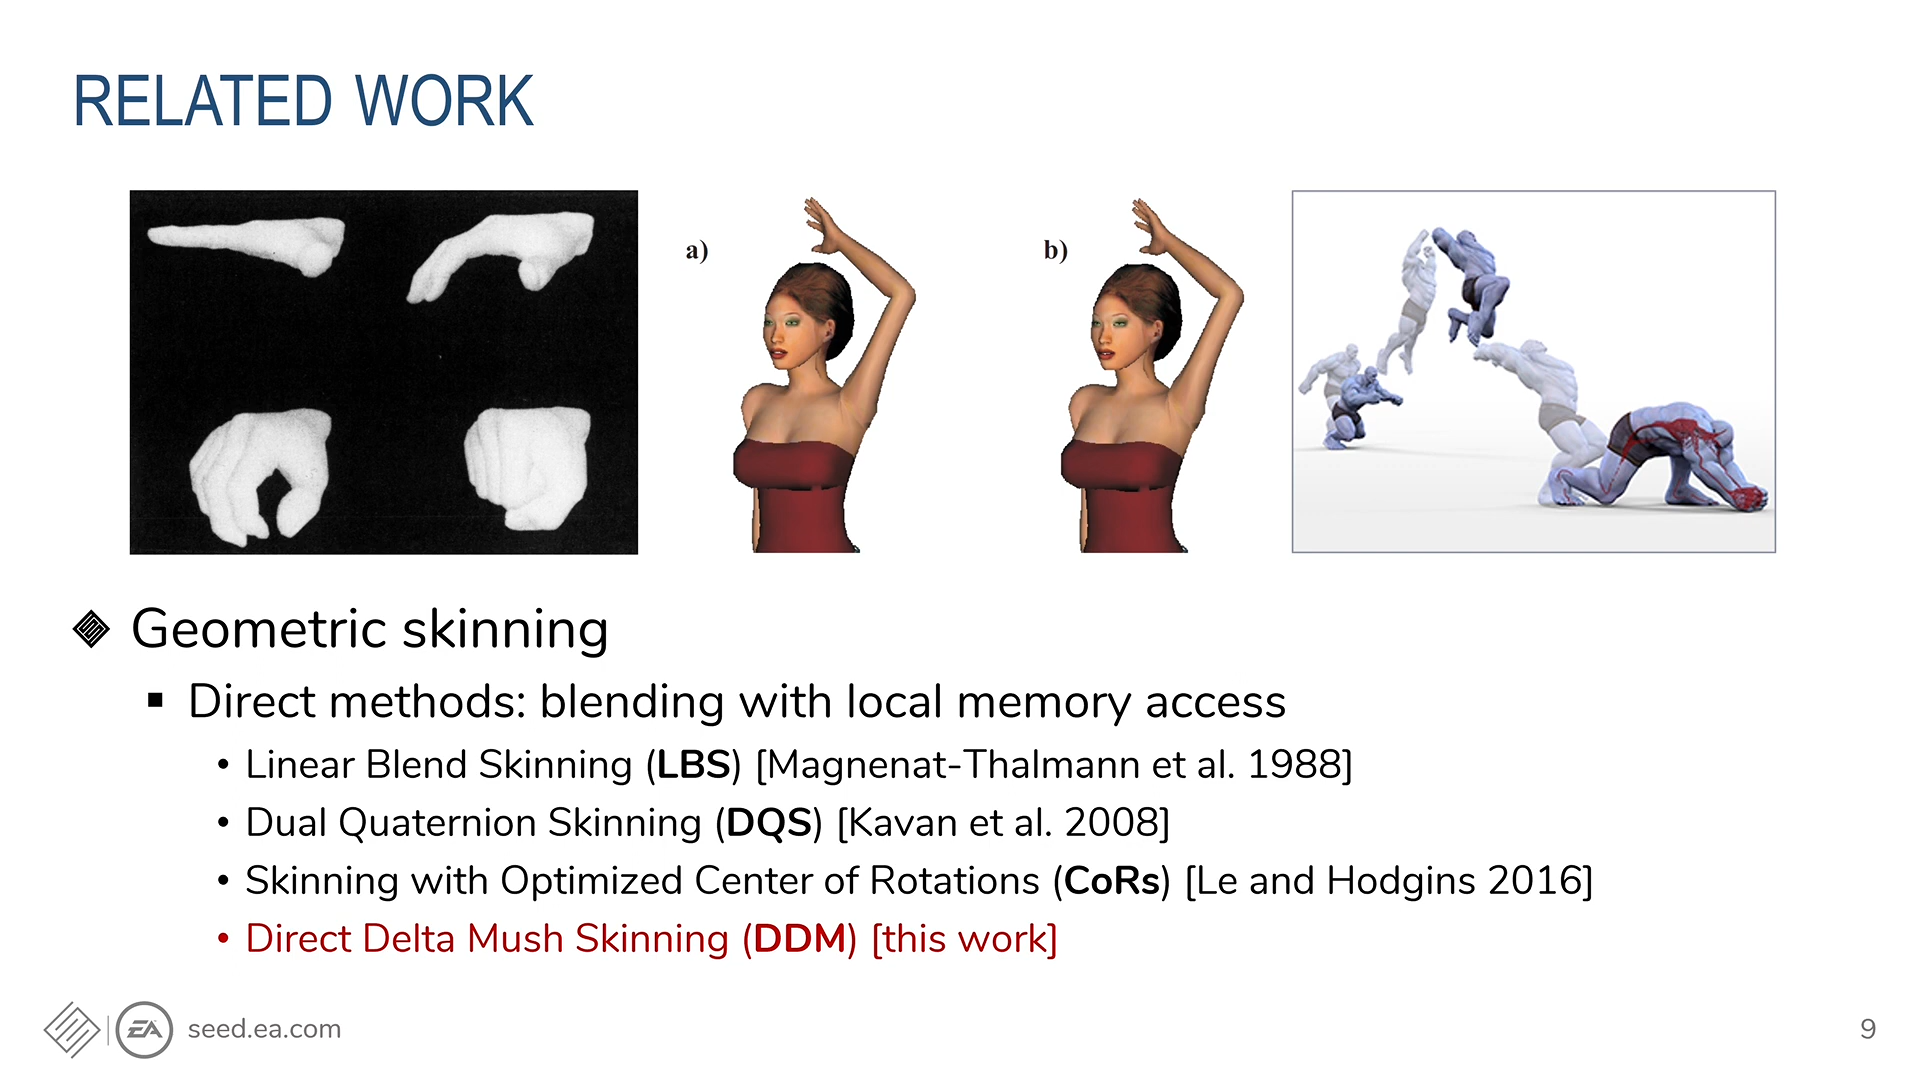 RELATED WORK
a)
b)
Geometric skinning
Direct methods: blending with local memory access
Linear Blend Skinning (LBS) [Magnenat-Thalmann et al. 1988]
Dual Quaternion Skinning (DQS) [Kavan et al. 2008]
Skinning with Optimized Center of Rotations (CoRs) [Le and Hodgins 2016]
Direct Delta Mush Skinning (DDM) [this work]
EA
seed.ea.com
9